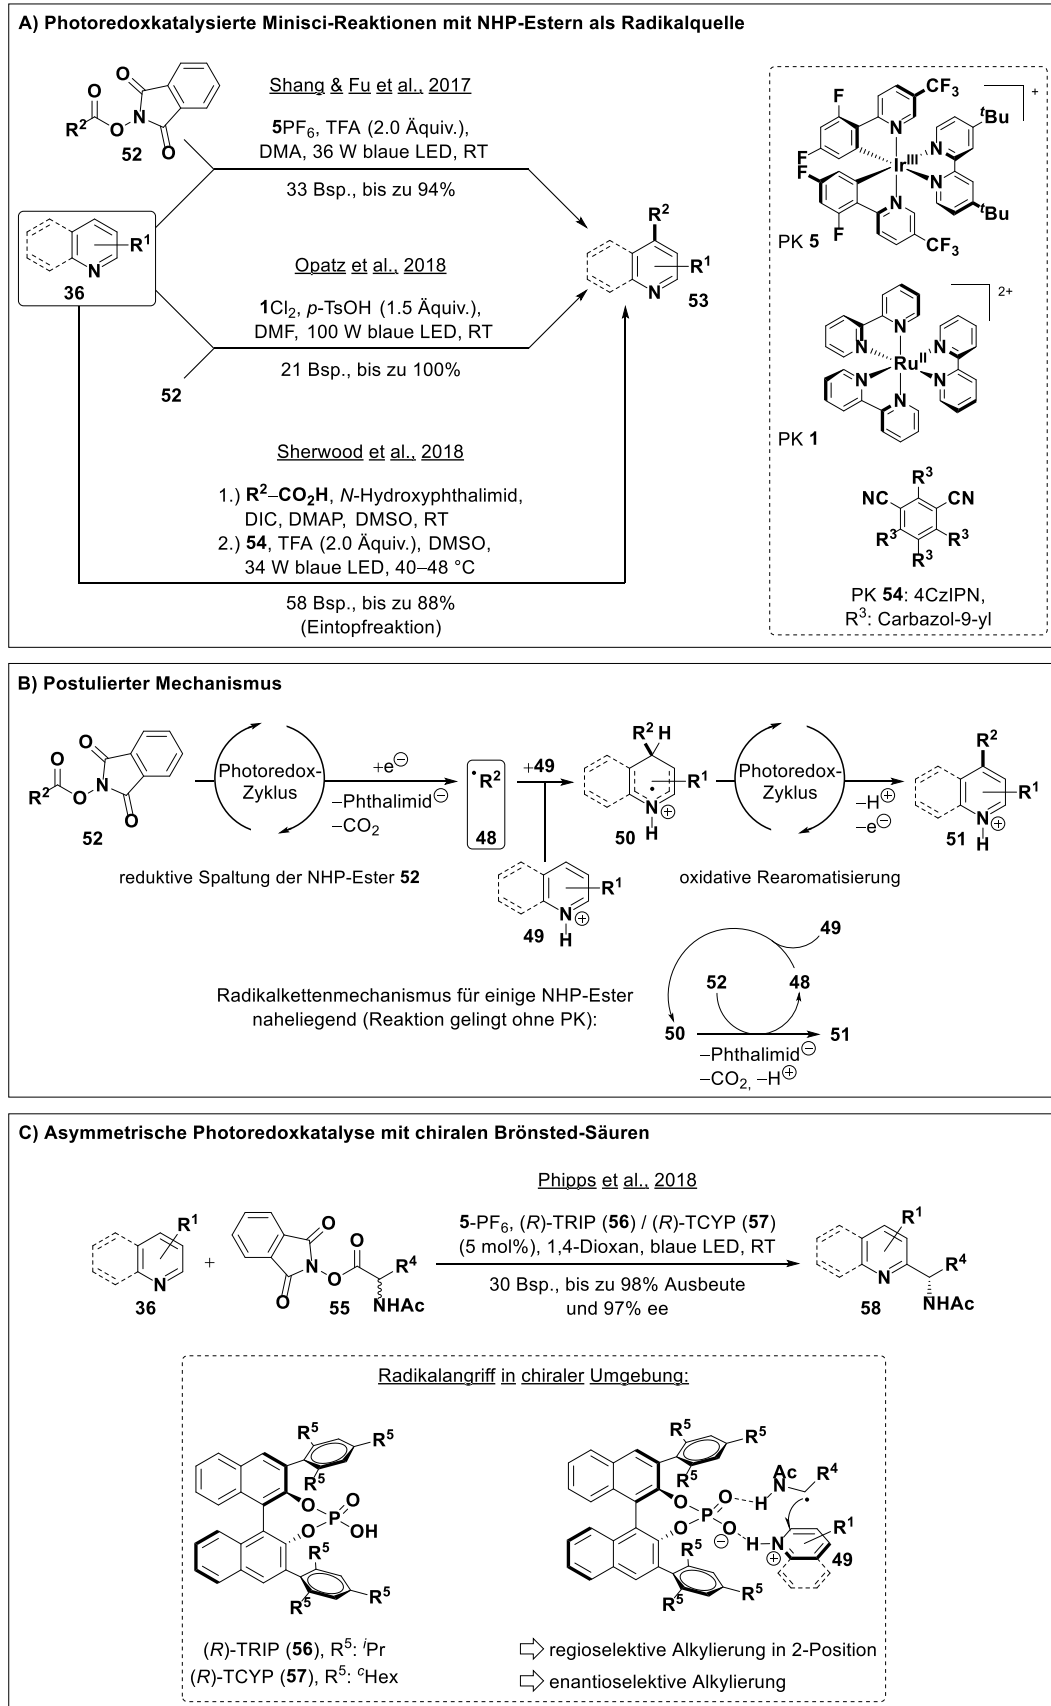 A) Photoredoxkatalysierte Minisci-Reaktionen mit NHP-Estern als Radikalquelle
O
O
R²
O
N
O
52
Shang & Fu et al., 2017
5PF₆, TFA (2.0 Äquiv.),
DMA, 36 W blaue LED, RT
33 Bsp., bis zu 94%
R¹
N
36
Opatz et al., 2018
1Cl₂, p-TsOH (1.5 Äquiv.),
DMF, 100 W blaue LED, RT
21 Bsp., bis zu 100%
52
R²
R¹
N
53
Sherwood et al., 2018
1.) R²–CO₂H, N-Hydroxyphthalimid,
DIC, DMAP, DMSO, RT
2.) 54, TFA (2.0 Äquiv.), DMSO,
34 W blaue LED, 40–48 °C
58 Bsp., bis zu 88%
(Eintopfreaktion)
CF₃
+
F
N
ᵗBu
F
N
Ir^III
F
N
F
N
ᵗBu
CF₃
PK 5
2+
N
N
N
Ru^II
N
N
N
PK 1
R³
NC
CN
R³
R³
R³
PK 54: 4CzIPN,
R³: Carbazol-9-yl
B) Postulierter Mechanismus
O
O
R²
O
N
O
52
Photoredox-
Zyklus
+e⊖
–Phthalimid⊖
–CO₂
•R²
48
+49
R² H
R¹
N
⊕
H
50
Photoredox-
Zyklus
–H⊕
–e⊖
R²
R¹
N
⊕
H
51
reduktive Spaltung der NHP-Ester 52
R¹
N
⊕
H
49
oxidative Rearomatisierung
Radikalkettenmechanismus für einige NHP-Ester
naheliegend (Reaktion gelingt ohne PK):
49
52
48
50
51
–Phthalimid⊖
–CO₂, –H⊕
C) Asymmetrische Photoredoxkatalyse mit chiralen Brönsted-Säuren
Phipps et al., 2018
5-PF₆, (R)-TRIP (56) / (R)-TCYP (57)
(5 mol%), 1,4-Dioxan, blaue LED, RT
30 Bsp., bis zu 98% Ausbeute
und 97% ee
R¹
N
36
+
O
N
O
O
O
R⁴
NHAc
55
R¹
N
R⁴
NHAc
58
Radikalangriff in chiraler Umgebung:
R⁵
R⁵
R⁵
O
O
P
O
OH
R⁵
R⁵
R⁵
(R)-TRIP (56), R⁵: ⁱPr
(R)-TCYP (57), R⁵: ᶜHex
R⁵
R⁵
R⁵
O
O
P
O
O
⊖
R⁵
R⁵
R⁵
Ac
N
H
R⁴
•
H
N
⊕
R¹
49
⇨ regioselektive Alkylierung in 2-Position
⇨ enantioselektive Alkylierung